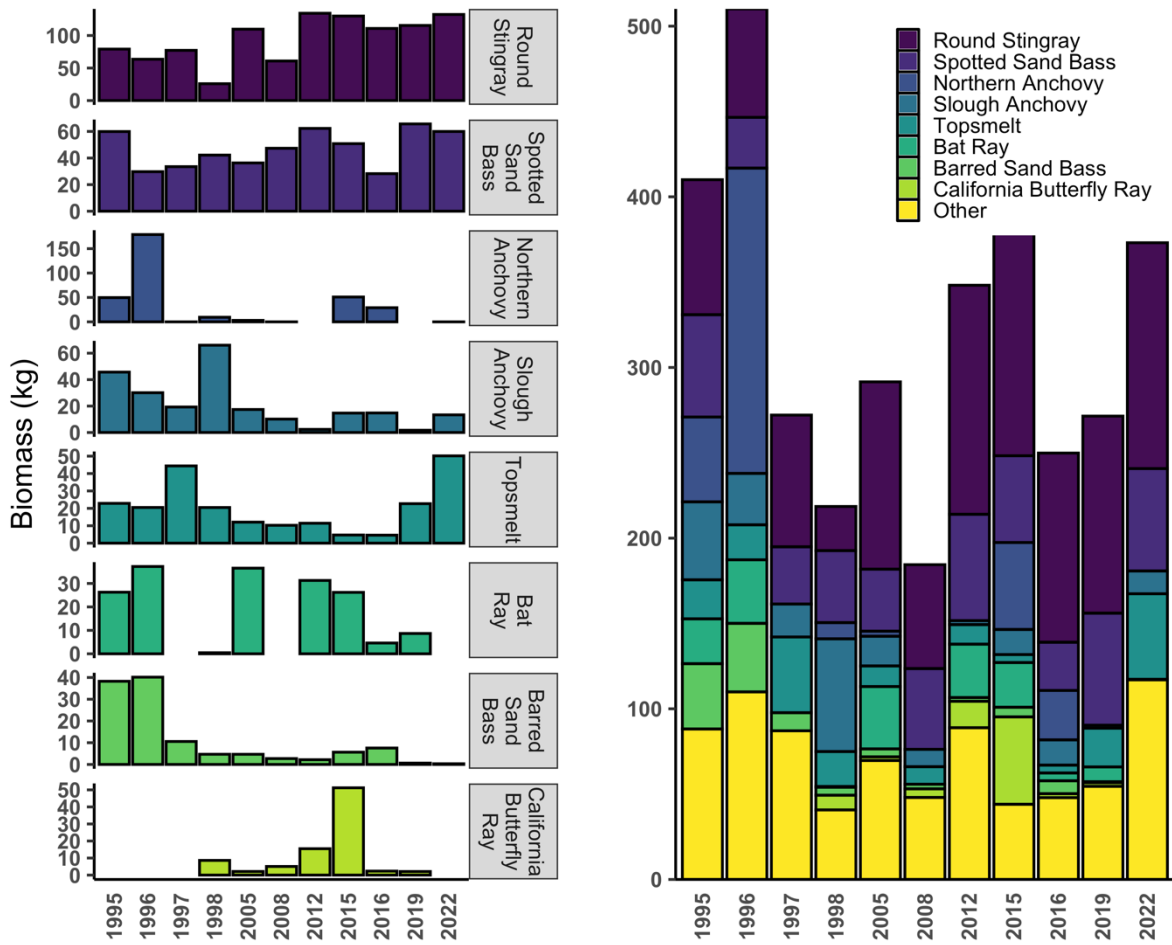 Biomass (kg)
100
50
0
Round
Stingray
60
40
20
0
Spotted
Sand
Bass
150
100
50
0
Northern
Anchovy
60
40
20
0
Slough
Anchovy
50
40
30
20
10
0
Topsmelt
30
20
10
0
Bat
Ray
40
30
20
10
0
Barred
Sand
Bass
50
40
30
20
10
0
California
Butterfly
Ray
1995 1996 1997 1998 2005 2008 2012 2015 2016 2019 2022
500
400
300
200
100
0
Round Stingray
Spotted Sand Bass
Northern Anchovy
Slough Anchovy
Topsmelt
Bat Ray
Barred Sand Bass
California Butterfly Ray
Other
1995 1996 1997 1998 2005 2008 2012 2015 2016 2019 2022